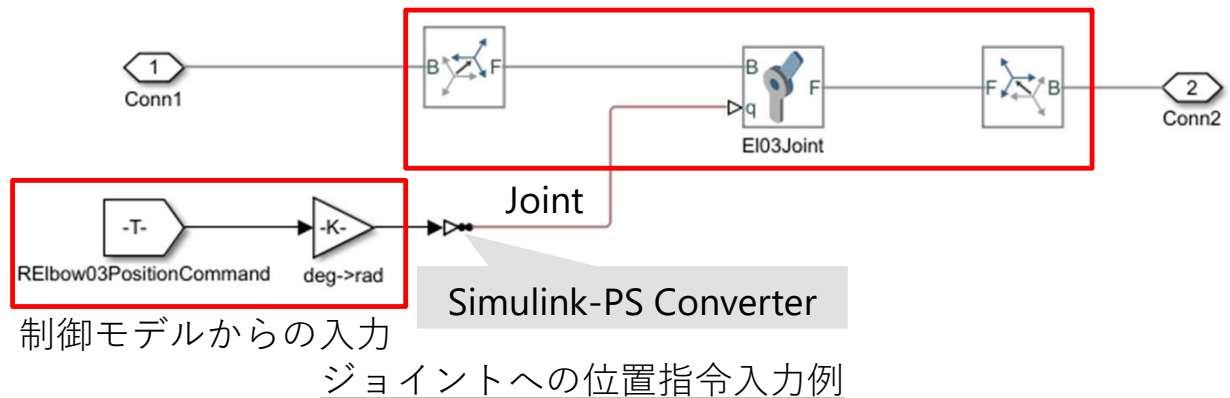 1
Conn1
B F
B F
q
El03Joint
F B
2
Conn2
Joint
-T-
RElbow03PositionCommand
-K-
deg->rad
Simulink-PS Converter
制御モデルからの入力
ジョイントへの位置指令入力例